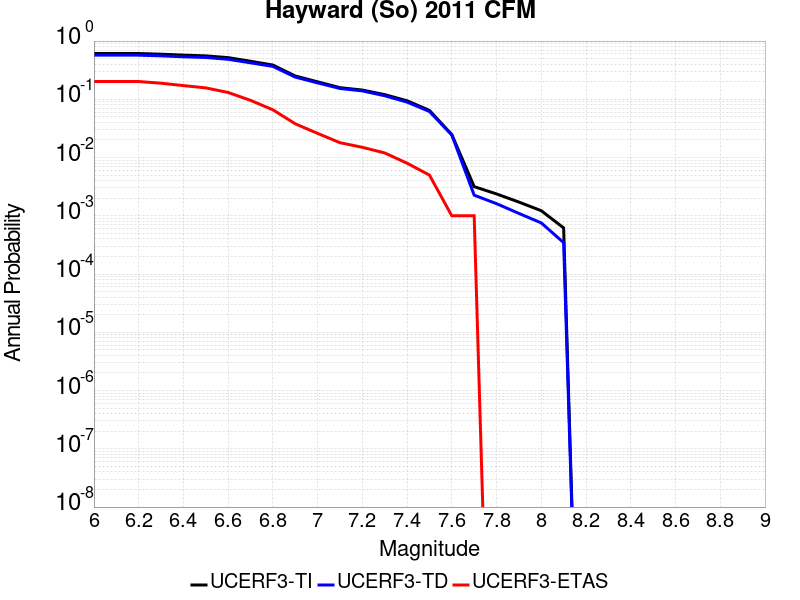 Hayward (So) 2011 CFM
10^0
10^-1
10^-2
10^-3
10^-4
10^-5
10^-6
10^-7
10^-8
Annual Probability
6 6.2 6.4 6.6 6.8 7 7.2 7.4 7.6 7.8 8 8.2 8.4 8.6 8.8 9
Magnitude
UCERF3-TI UCERF3-TD UCERF3-ETAS